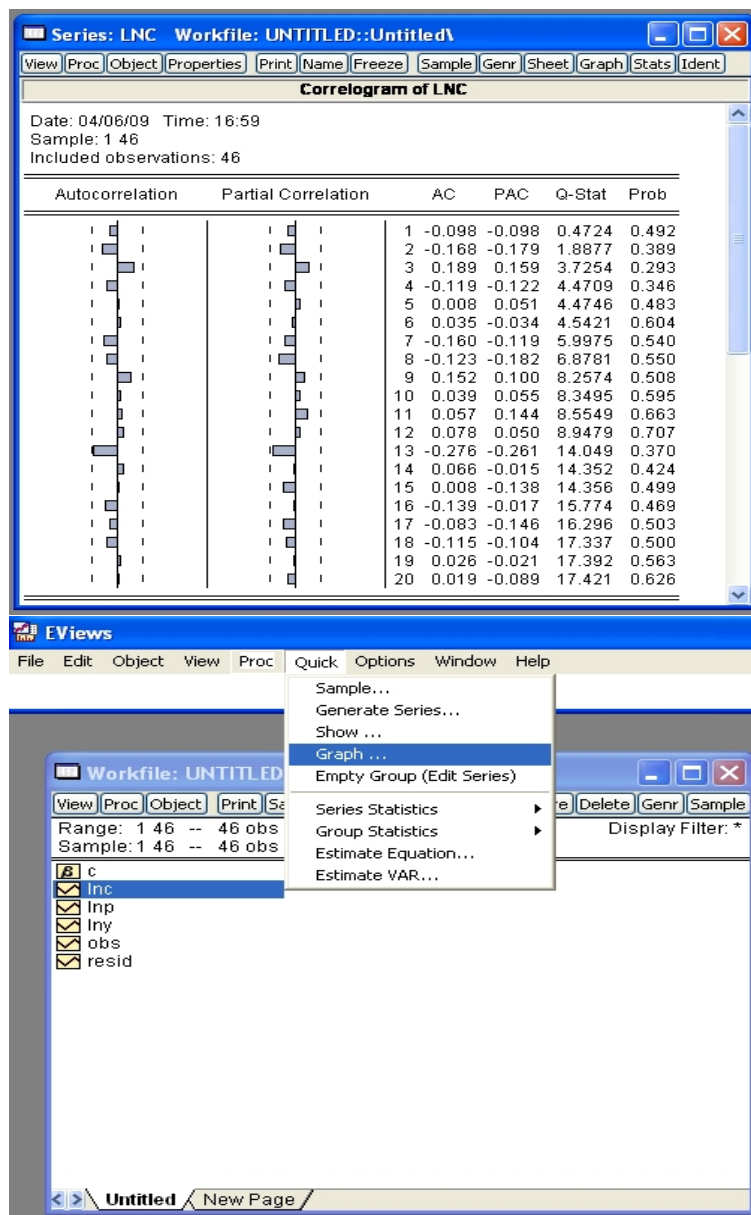 Series: LNC Workfile: UNTITLED::Untitled\
View Proc Object Properties Print Name Freeze Sample Genr Sheet Graph Stats Ident
Correlogram of LNC
Date: 04/06/09 Time: 16:59
Sample: 1 46
Included observations: 46
Autocorrelation Partial Correlation AC PAC Q-Stat Prob
1 -0.098 -0.098 0.4724 0.492
2 -0.168 -0.179 1.8877 0.389
3 0.189 0.159 3.7254 0.293
4 -0.119 -0.122 4.4709 0.346
5 0.008 0.051 4.4746 0.483
6 0.035 -0.034 4.5421 0.604
7 -0.160 -0.119 5.9975 0.540
8 -0.123 -0.182 6.8781 0.550
9 0.152 0.100 8.2574 0.508
10 0.039 0.055 8.3495 0.595
11 0.057 0.144 8.5549 0.663
12 0.078 0.050 8.9479 0.707
13 -0.276 -0.261 14.049 0.370
14 0.066 -0.015 14.352 0.424
15 0.008 -0.138 14.356 0.499
16 -0.139 -0.017 15.774 0.469
17 -0.083 -0.146 16.296 0.503
18 -0.115 -0.104 17.337 0.500
19 0.026 -0.021 17.392 0.563
20 0.019 -0.089 17.421 0.626
EViews
File Edit Object View Proc Quick Options Window Help
Sample...
Generate Series...
Show ...
Graph ...
Empty Group (Edit Series)
Series Statistics
Group Statistics
Estimate Equation...
Estimate VAR...
Workfile: UNTITLED
View Proc Object Print Sa e Delete Genr Sample
Range: 1 46 -- 46 obs Display Filter: *
Sample: 1 46 -- 46 obs
c
lnc
lnp
lny
obs
resid
Untitled New Page